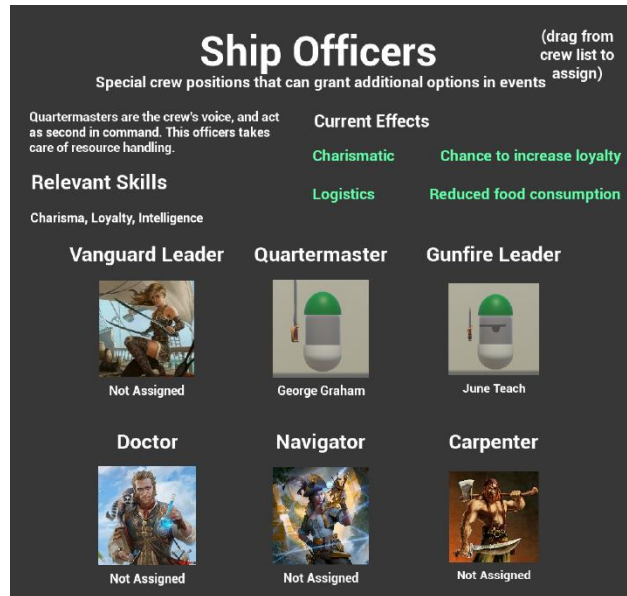 Ship Officers
(drag from
crew list to
assign)
Special crew positions that can grant additional options in events
Quartermasters are the crew's voice, and act
as second in command. This officers takes
care of resource handling.
Current Effects
Charismatic Chance to increase loyalty
Logistics Reduced food consumption
Relevant Skills
Charisma, Loyalty, Intelligence
Vanguard Leader Quartermaster Gunfire Leader
Not Assigned George Graham June Teach
Doctor Navigator Carpenter
Not Assigned Not Assigned Not Assigned